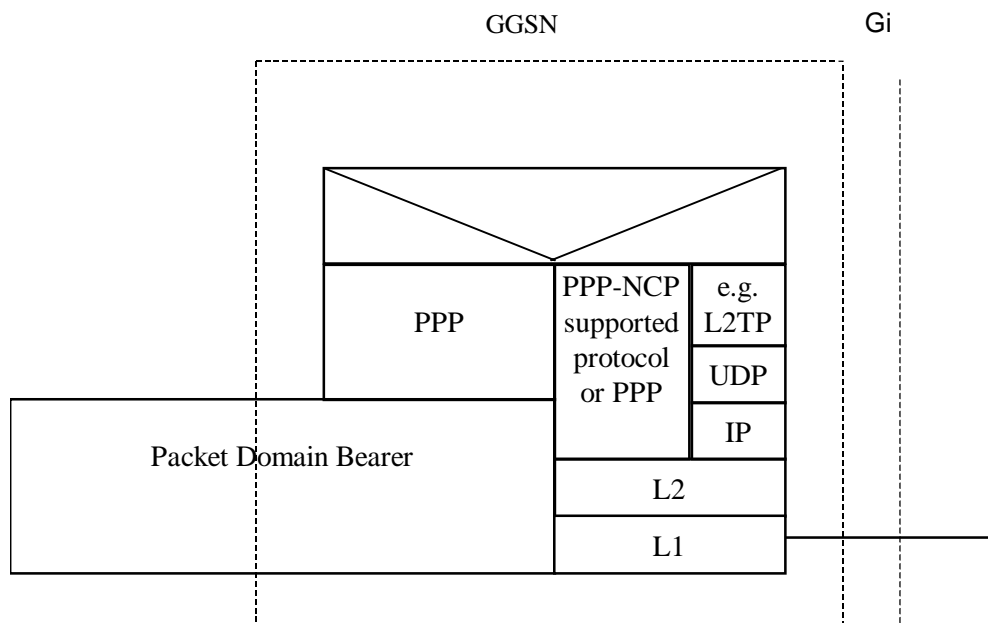 GGSN
Gi
PPP
PPP-NCP
supported
protocol
or PPP
e.g.
L2TP
UDP
IP
Packet Domain Bearer
L2
L1